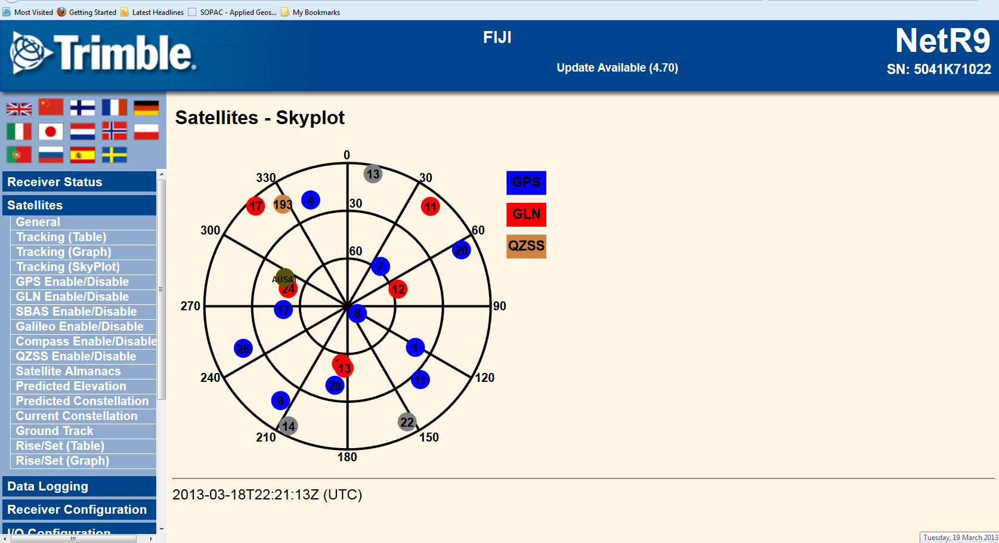 Most Visited Getting Started Latest Headlines SOPAC - Applied Geos... My Bookmarks
Trimble.
FIJI
Update Available (4.70)
NetR9
SN: 5041K71022
Receiver Status
Satellites
General
Tracking (Table)
Tracking (Graph)
Tracking (SkyPlot)
GPS Enable/Disable
GLN Enable/Disable
SBAS Enable/Disable
Galileo Enable/Disable
Compass Enable/Disable
QZSS Enable/Disable
Satellite Almanacs
Predicted Elevation
Predicted Constellation
Current Constellation
Ground Track
Rise/Set (Table)
Rise/Set (Graph)
Data Logging
Receiver Configuration
I/O Configuration
Satellites - Skyplot
0
13
330
30
4
193
17
30
11
300
60
20
60
7
AUSAT
24
12
270
17
8
90
26
1
13
240
120
11
28
9
14
22
210
150
180
GPS
GLN
QZSS
2013-03-18T22:21:13Z (UTC)
Tuesday, 19 March 2013